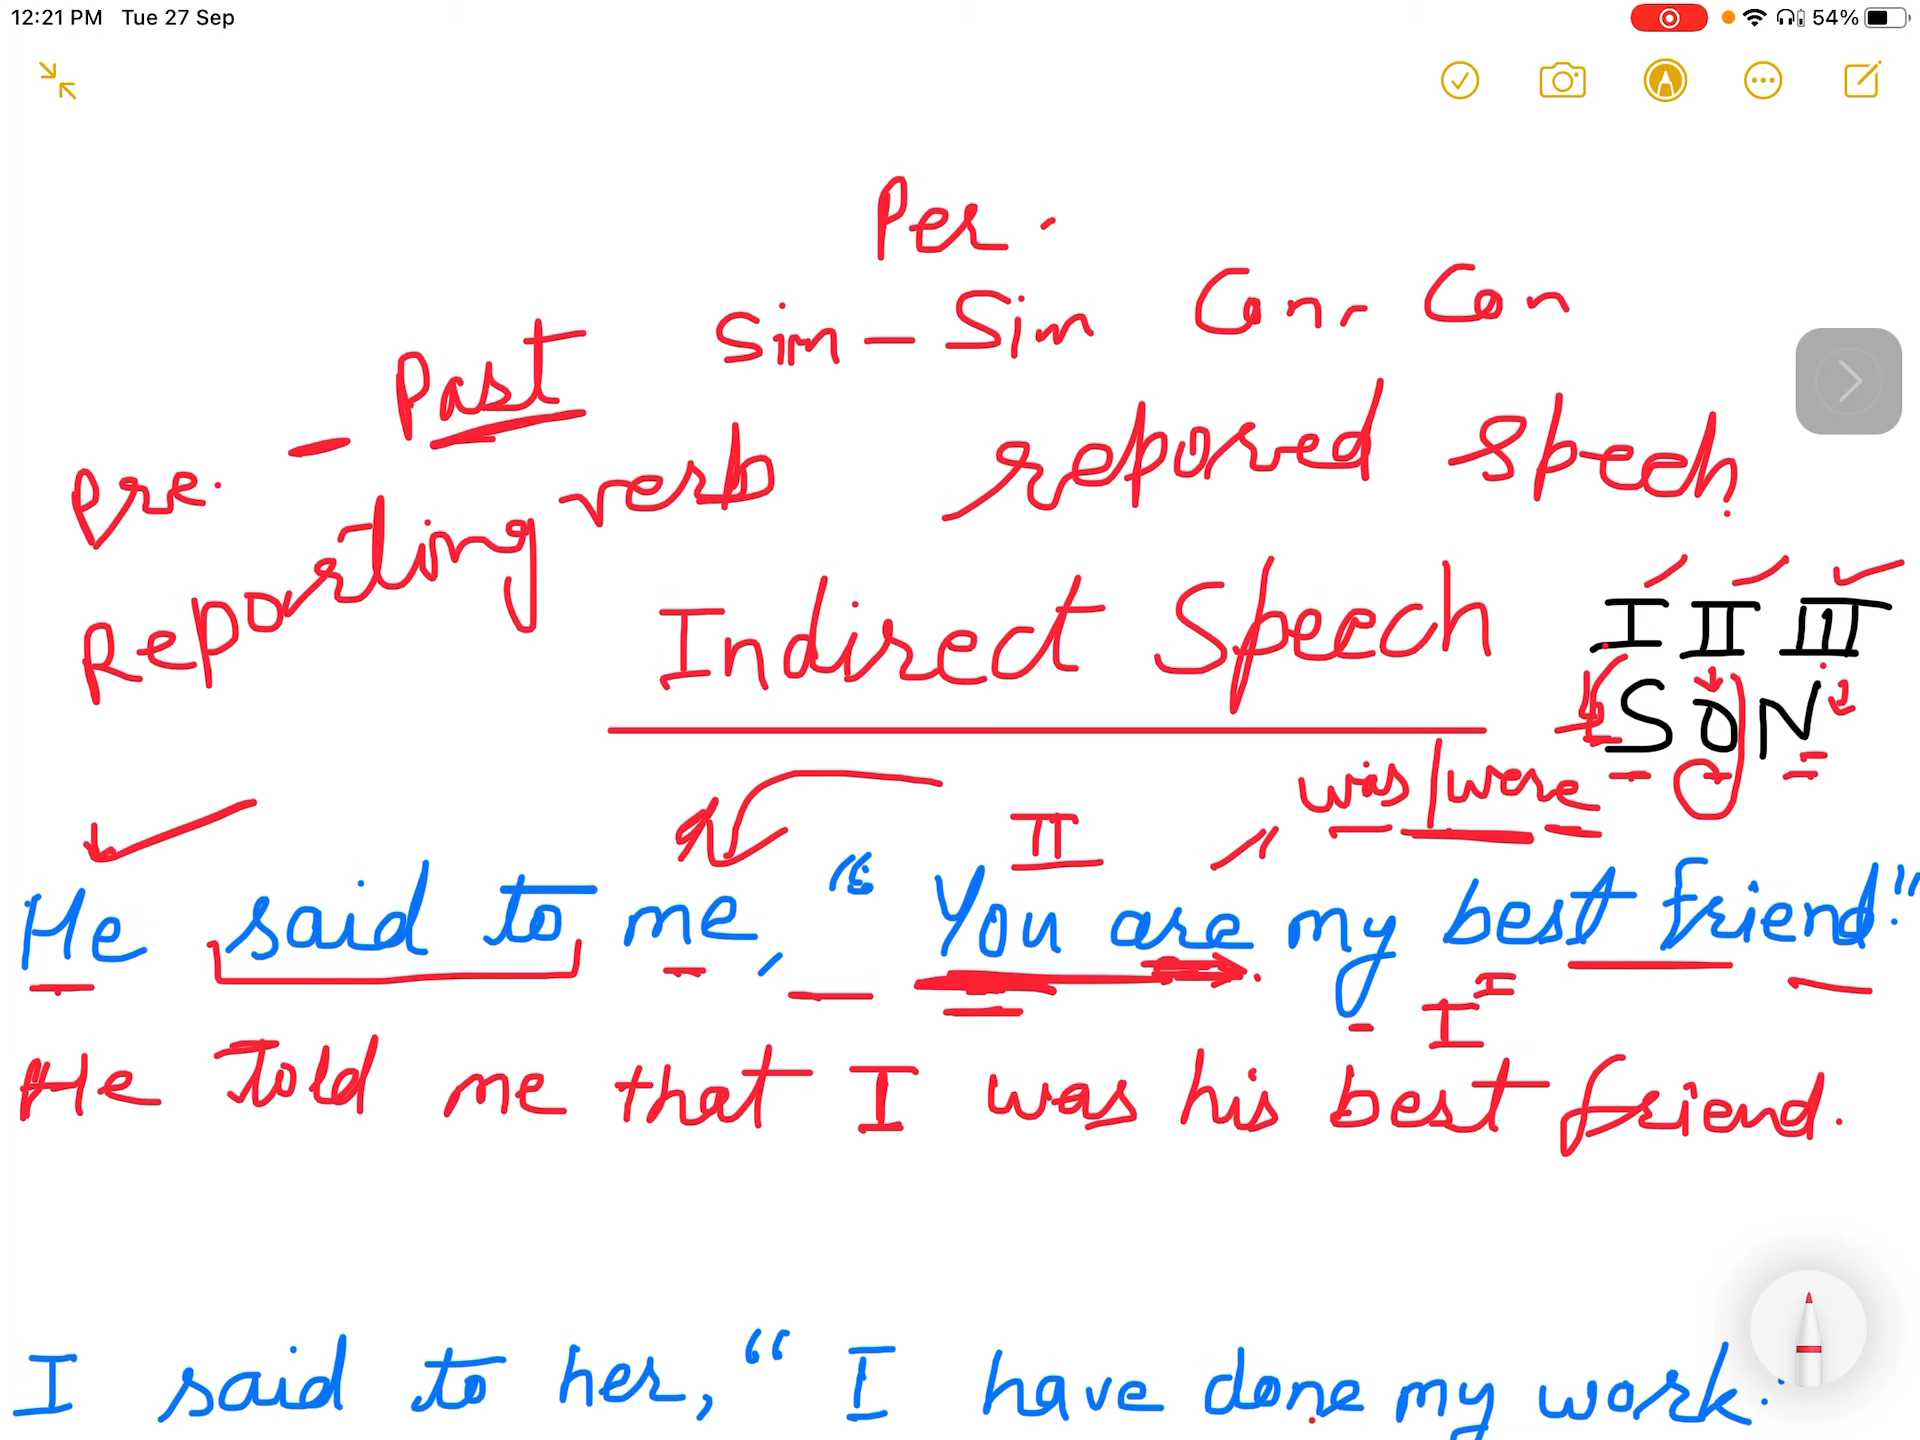 12:21 PM Tue 27 Sep 54%
Per.
Sim - Sim Con. Con
Pre. - Past
Reporting verb reporved speech.
Indirect Speech
I II III
S O N
was/were
II
He said to me, "You are my best friend."
I I
He told me that I was his best friend.
I said to her, "I have done my work.